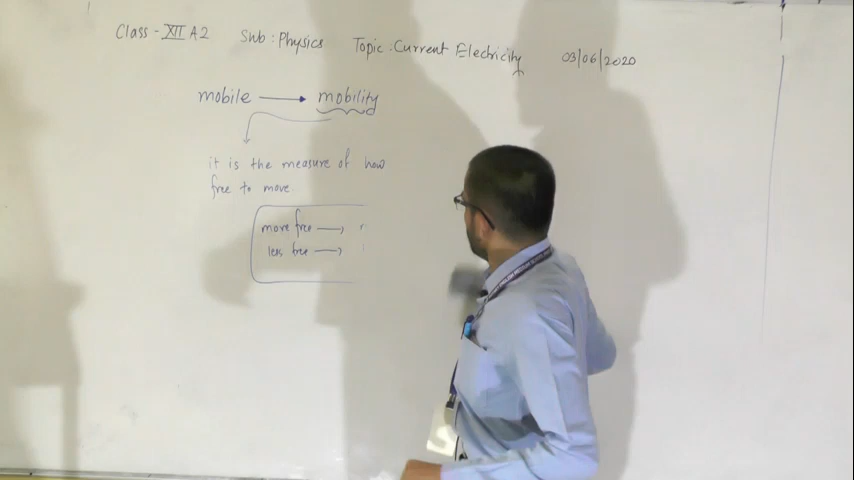 Class - XII A2 Sub : Physics Topic : Current Electricity 03/06/2020
mobile → mobility
it is the measure of how
free to move
more free →
less free →